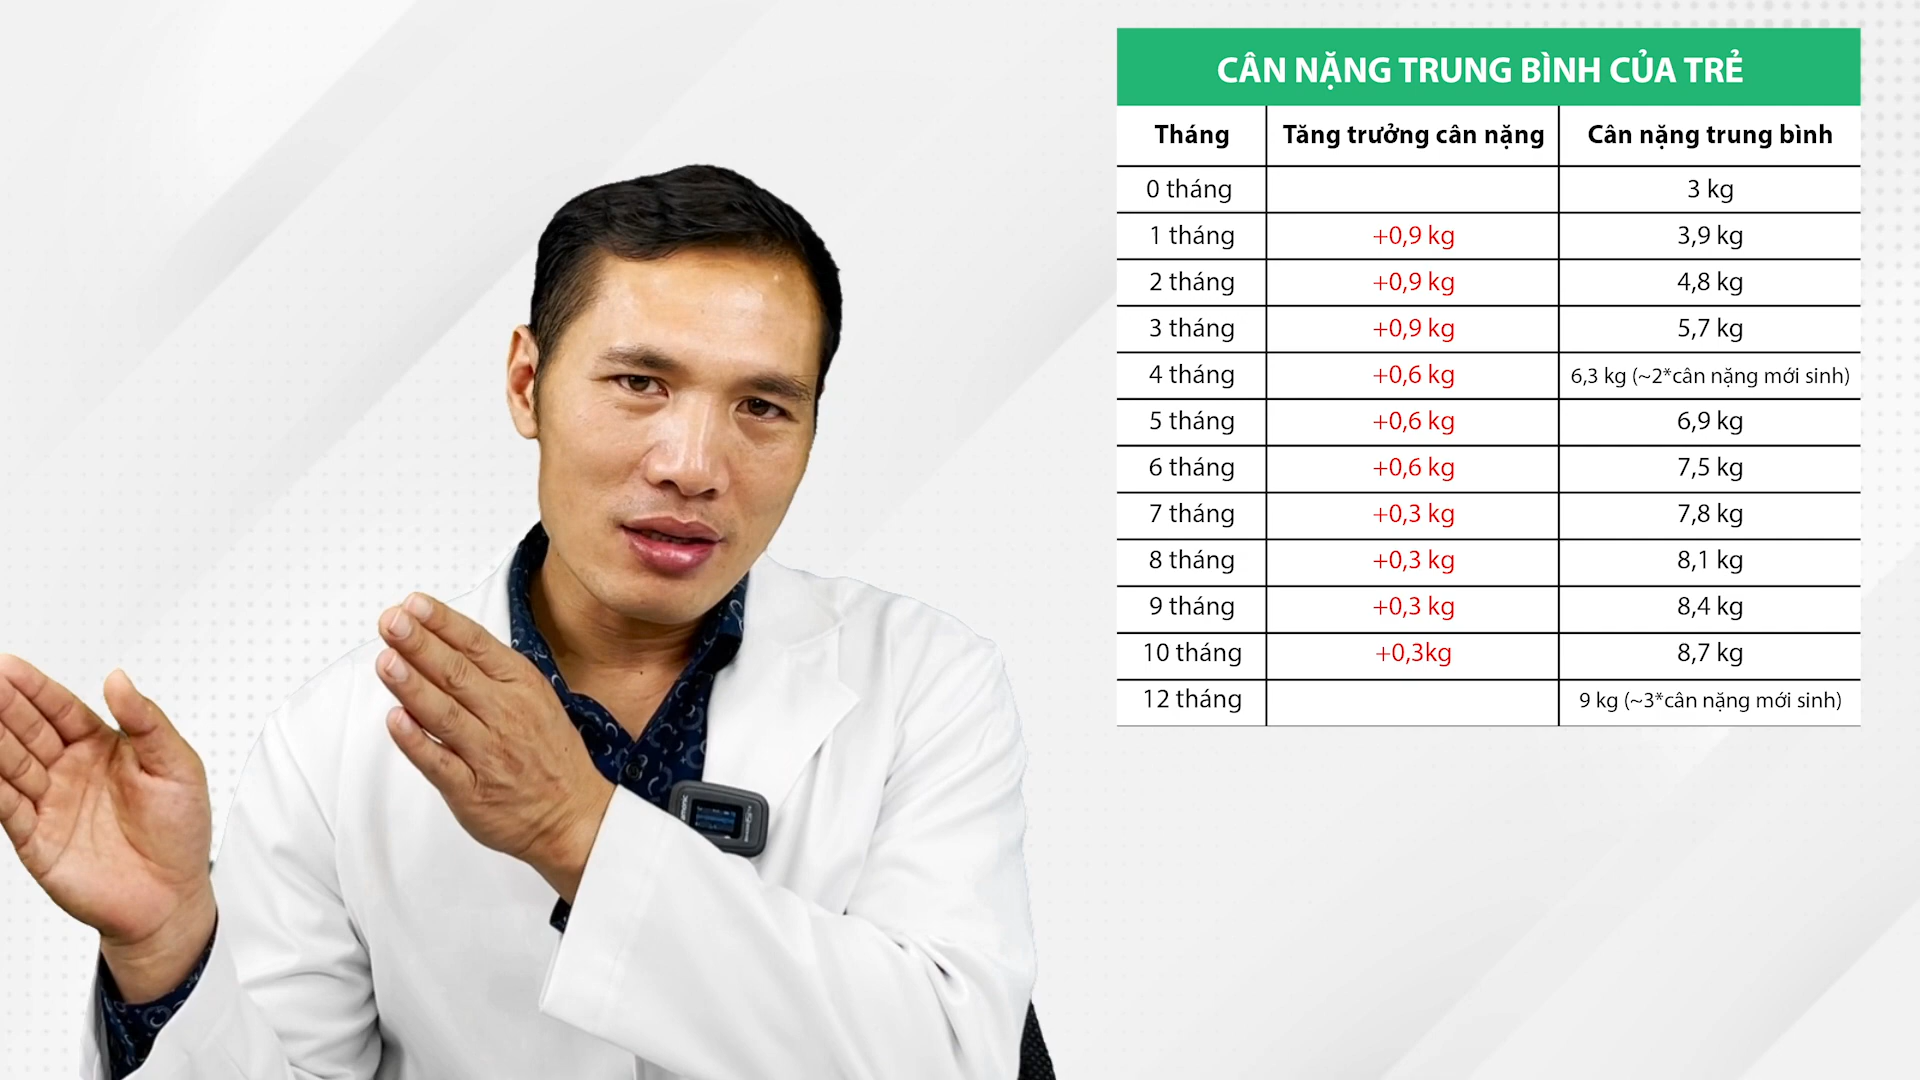 CÂN NẶNG TRUNG BÌNH CỦA TRẺ
Tháng Tăng trưởng cân nặng Cân nặng trung bình
0 tháng 3 kg
1 tháng +0,9 kg 3,9 kg
2 tháng +0,9 kg 4,8 kg
3 tháng +0,9 kg 5,7 kg
4 tháng +0,6 kg 6,3 kg (~2*cân nặng mới sinh)
5 tháng +0,6 kg 6,9 kg
6 tháng +0,6 kg 7,5 kg
7 tháng +0,3 kg 7,8 kg
8 tháng +0,3 kg 8,1 kg
9 tháng +0,3 kg 8,4 kg
10 tháng +0,3kg 8,7 kg
12 tháng 9 kg (~3*cân nặng mới sinh)